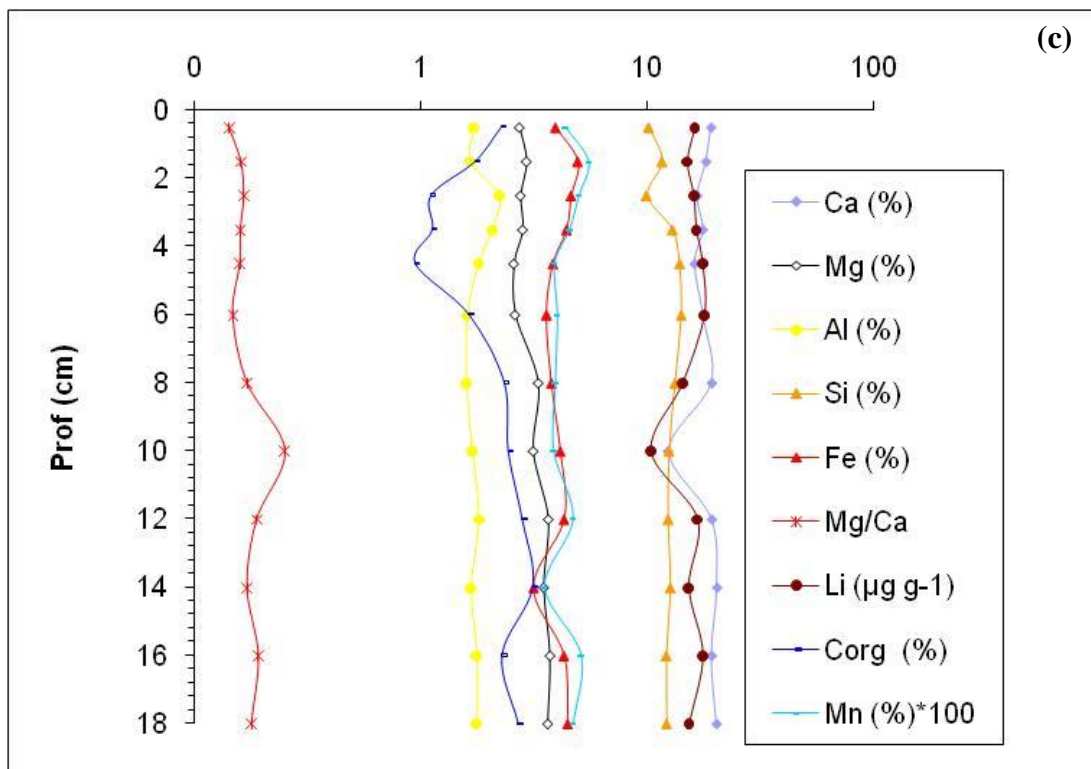 (c)
0 1 10 100
0
2
4
6
8
10
12
14
16
18
Prof (cm)
Ca (%)
Mg (%)
Al (%)
Si (%)
Fe (%)
Mg/Ca
Li (µg g-1)
Corg (%)
Mn (%)*100